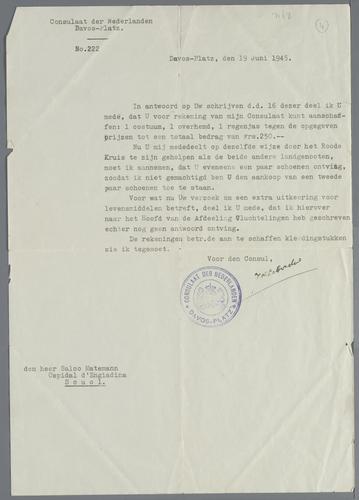 Consulaat der Nederlanden
Davos-Platz.
No.222
Davos-Platz, den 19 Juni 1945.
In antwoord op Uw schrijven d.d. 16 dezer deel ik U
mede, dat U voor rekening van mijn Consulaat kunt aanschaf-
fen: 1 costuum, 1 overhemd, 1 regenjas tegen de opgegeven
prijzen tot een totaal bedrag van Frs.250.--
Nu U mij mededeelt op dezelfde wijze door het Roode
Kruis te zijn geholpen als de beide andere landgenooten,
moet ik aannemen, dat U eveneens een paar schoenen ontving,
zoodat ik niet gemachtigd ben U den aankoop van een tweede
paar schoenen toe te staan.
Voor wat nu Uw verzoek om een extra uitkeering voor
levensmiddelen betreft, deel ik U mede, dat ik hierover
naar het Hoofd van de Afdeeling Vluchtelingen heb geschreven
echter nog geen antwoord ontving.
De rekeningen betr.de aan te schaffen kleedingstukken
zie ik tegemoet.
Voor den Consul,
CONSULAAT DER NEDERLANDEN
DAVOS-PLATZ
den heer Salco Matemann
Ospidal d'Engiadina
Scuol.